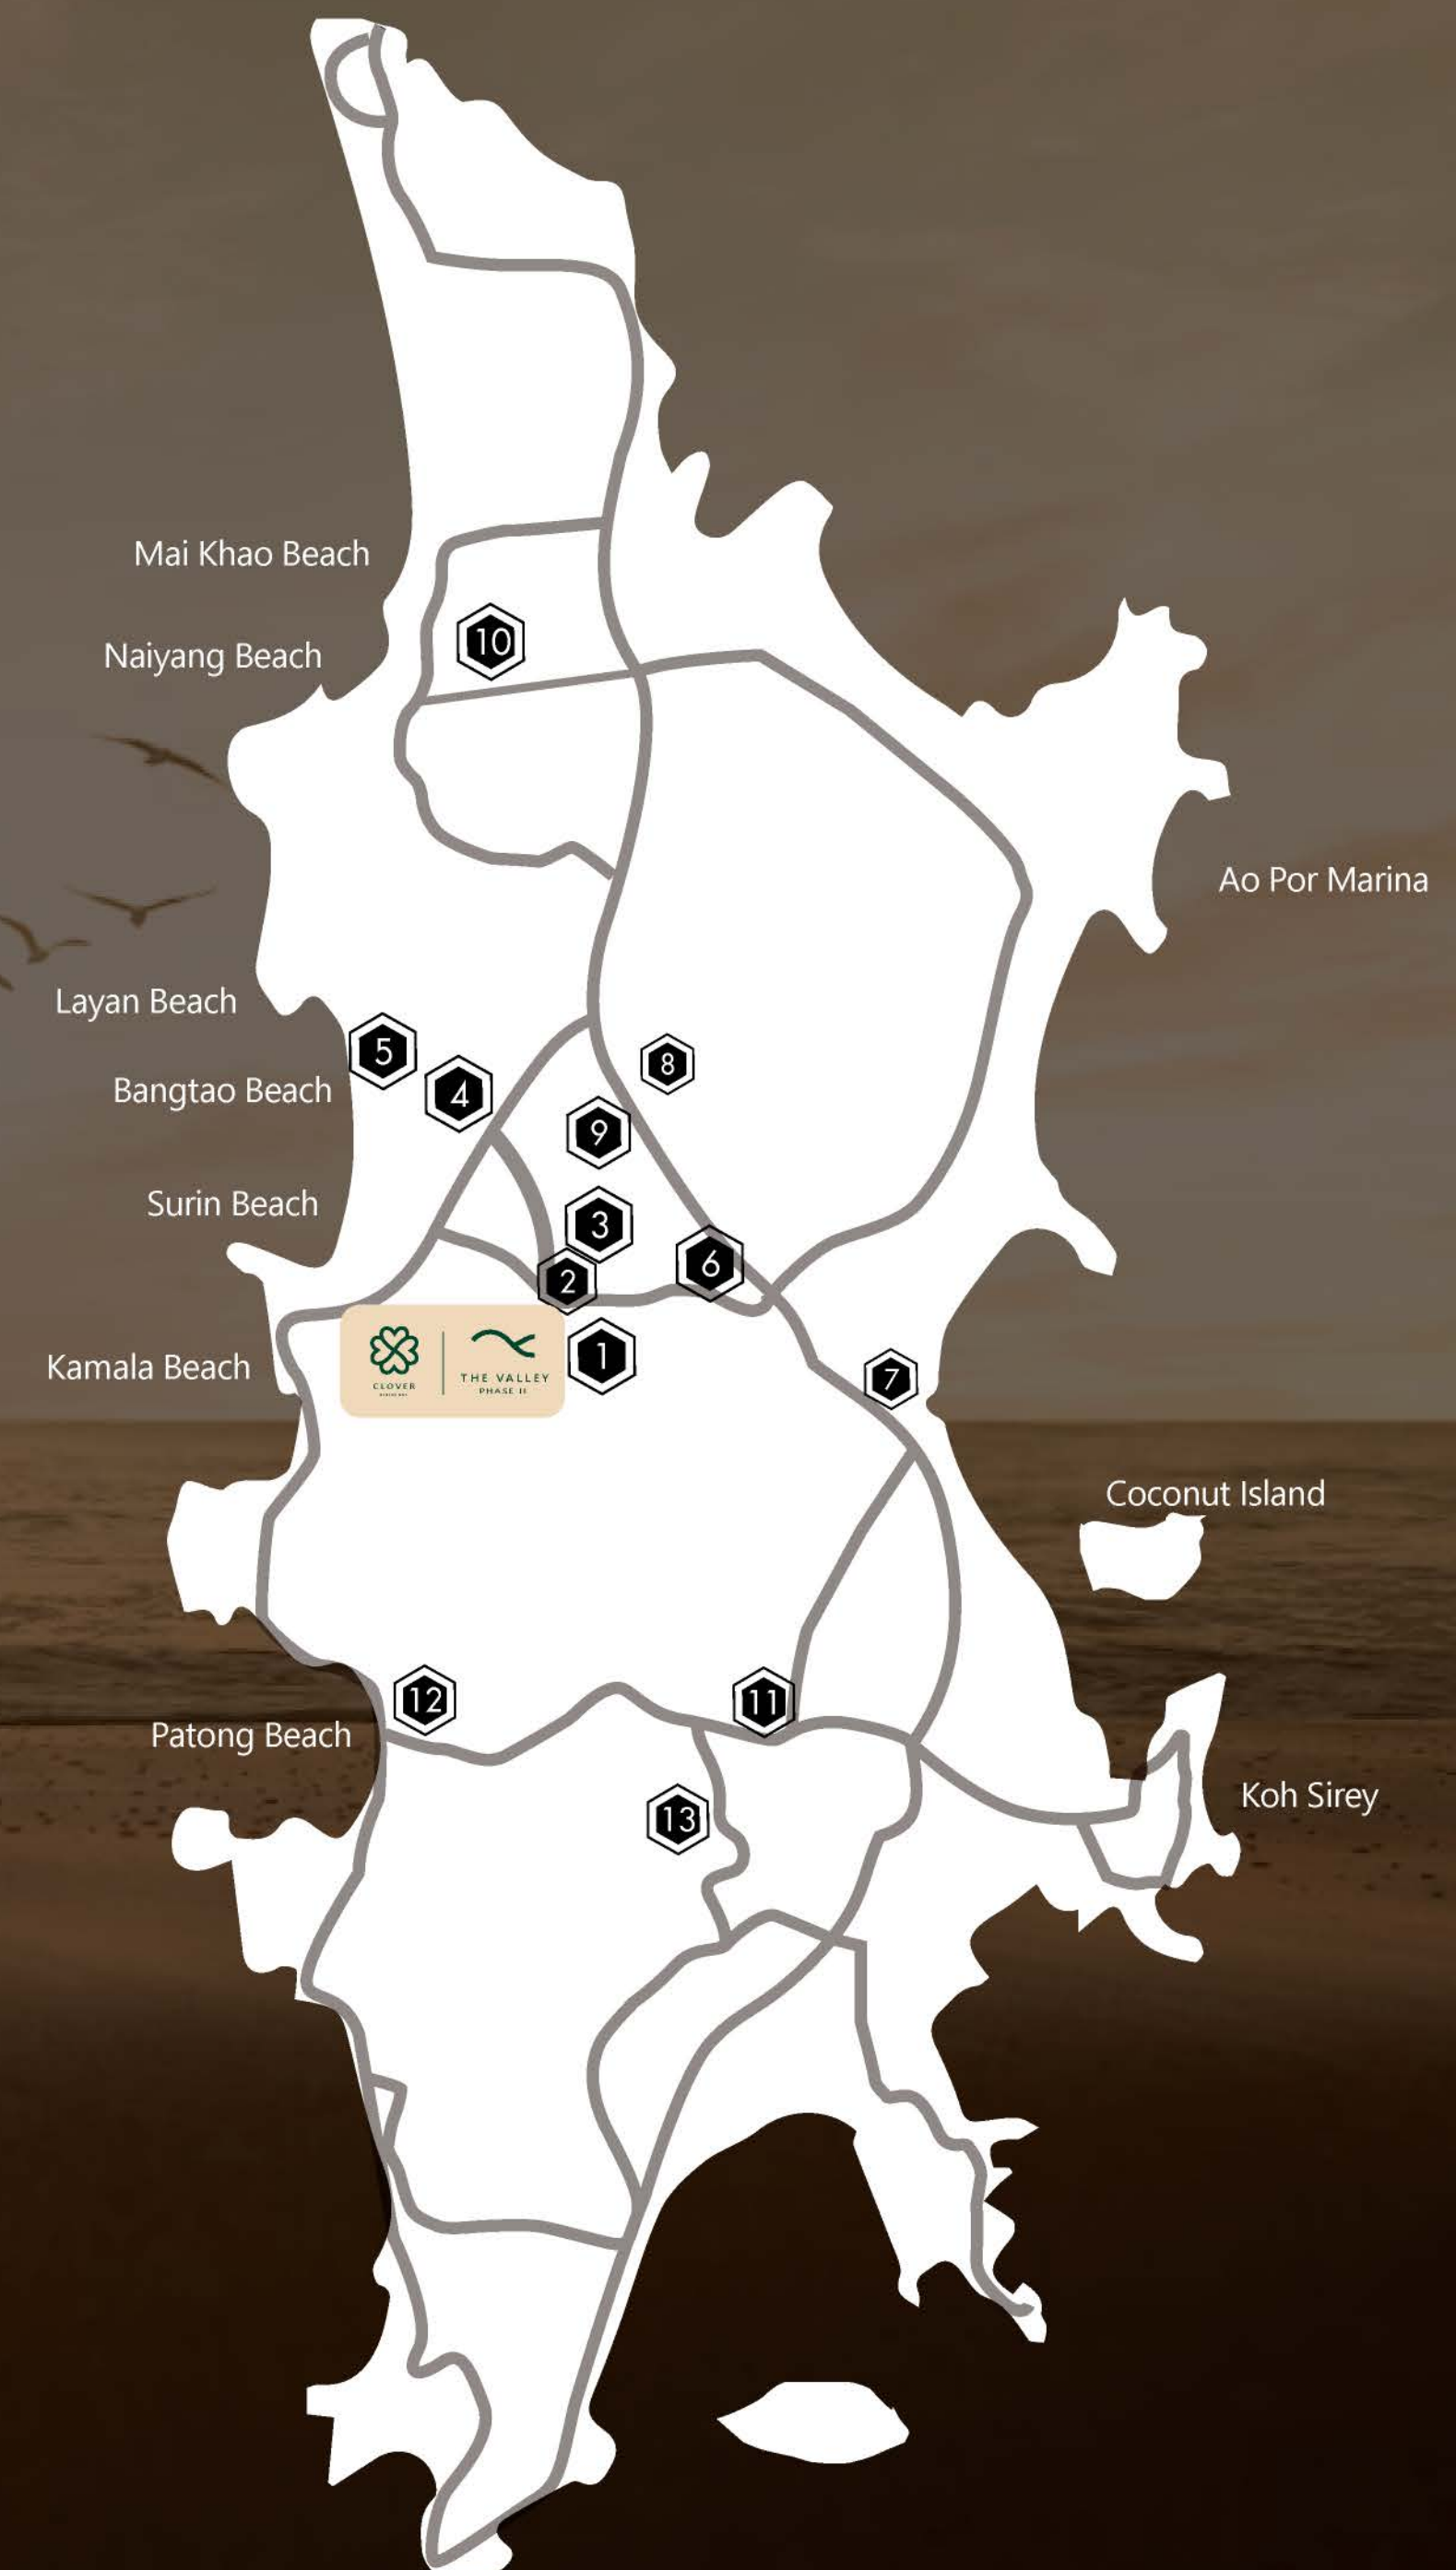 Mai Khao Beach
10
Naiyang Beach
Ao Por Marina
Layan Beach
5
8
Bangtao Beach
4
9
Surin Beach
3
6
2
Kamala Beach
CLOVER
THE VALLEY
PHASE II
1
7
Coconut Island
12
11
Patong Beach
Koh Sirey
13